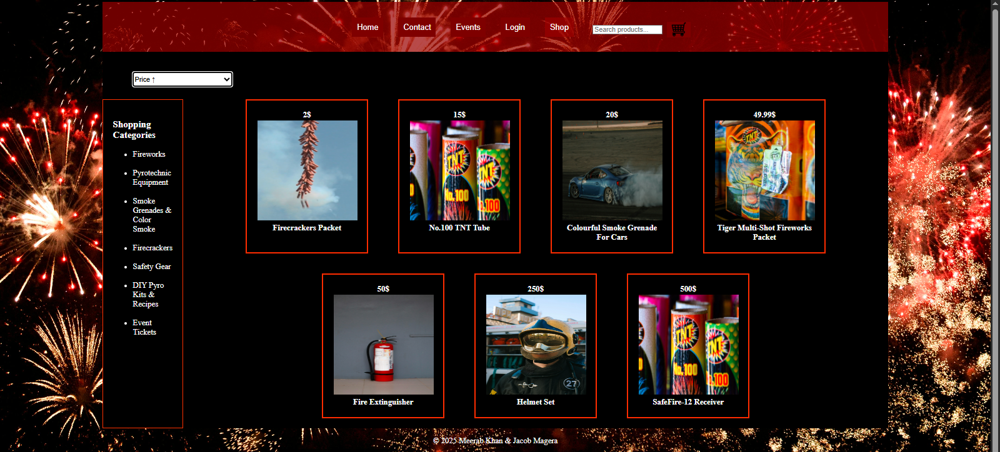 Home Contact Events Login Shop Search products...
Price ↑
Shopping
Categories
Fireworks
Pyrotechnic
Equipment
Smoke
Grenades &
Color
Smoke
Firecrackers
Safety Gear
DIY Pyro
Kits &
Recipes
Event
Tickets
2$
Firecrackers Packet
15$
TNT
TNT
No.100
No.100
No.100 TNT Tube
20$
Colourful Smoke Grenade
For Cars
49.99$
TNT
Tiger Multi-Shot Fireworks
Packet
50$
Fire Extinguisher
250$
27
Helmet Set
500$
TNT
TNT
No.100
No.100
SafeFire-12 Receiver
© 2025 Meerab Khan & Jacob Magera